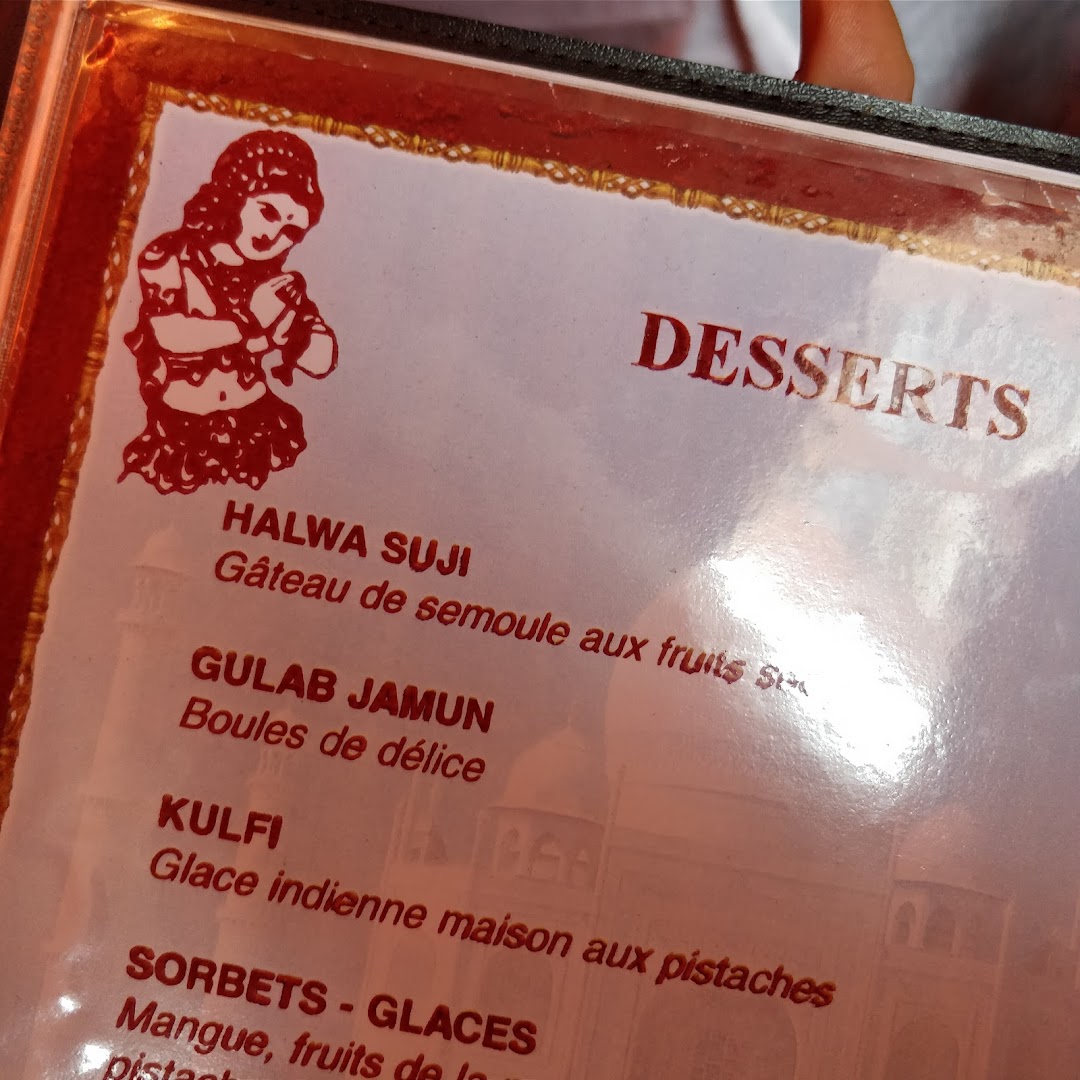 DESSERTS
HALWA SUJI
Gâteau de semoule aux fruits
GULAB JAMUN
Boules de délice
KULFI
Glace indienne maison aux pistaches
SORBETS - GLACES
Mangue, fruits de la